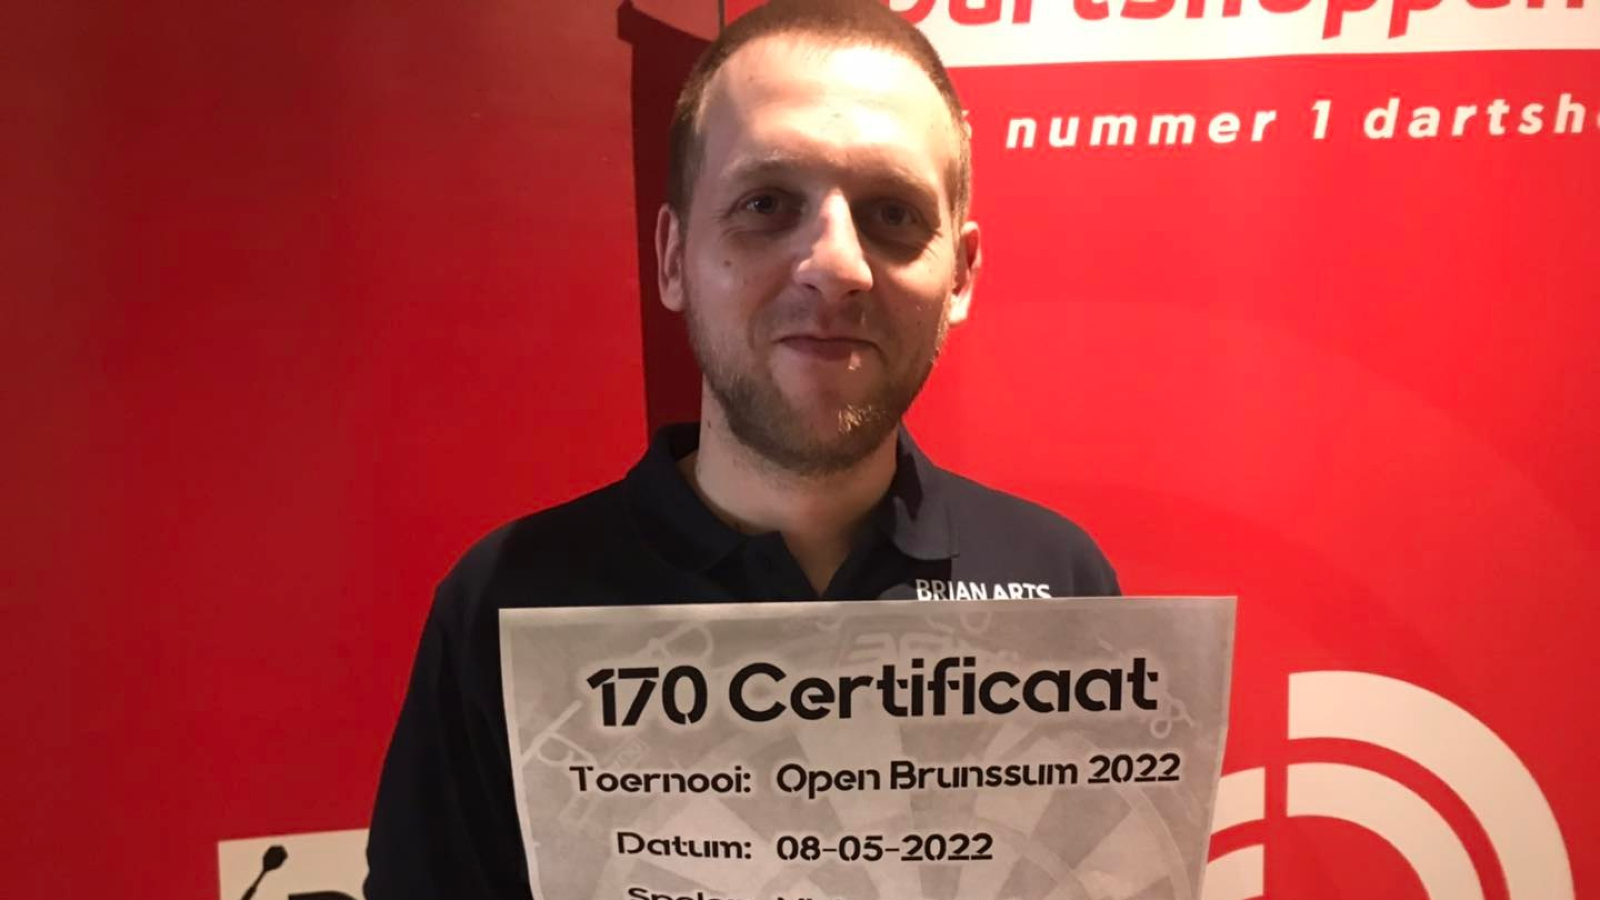 nummer 1 dartsh
BRIAN ARTS
170 Certificaat
Toernooi: Open Brunssum 2022
Datum: 08-05-2022